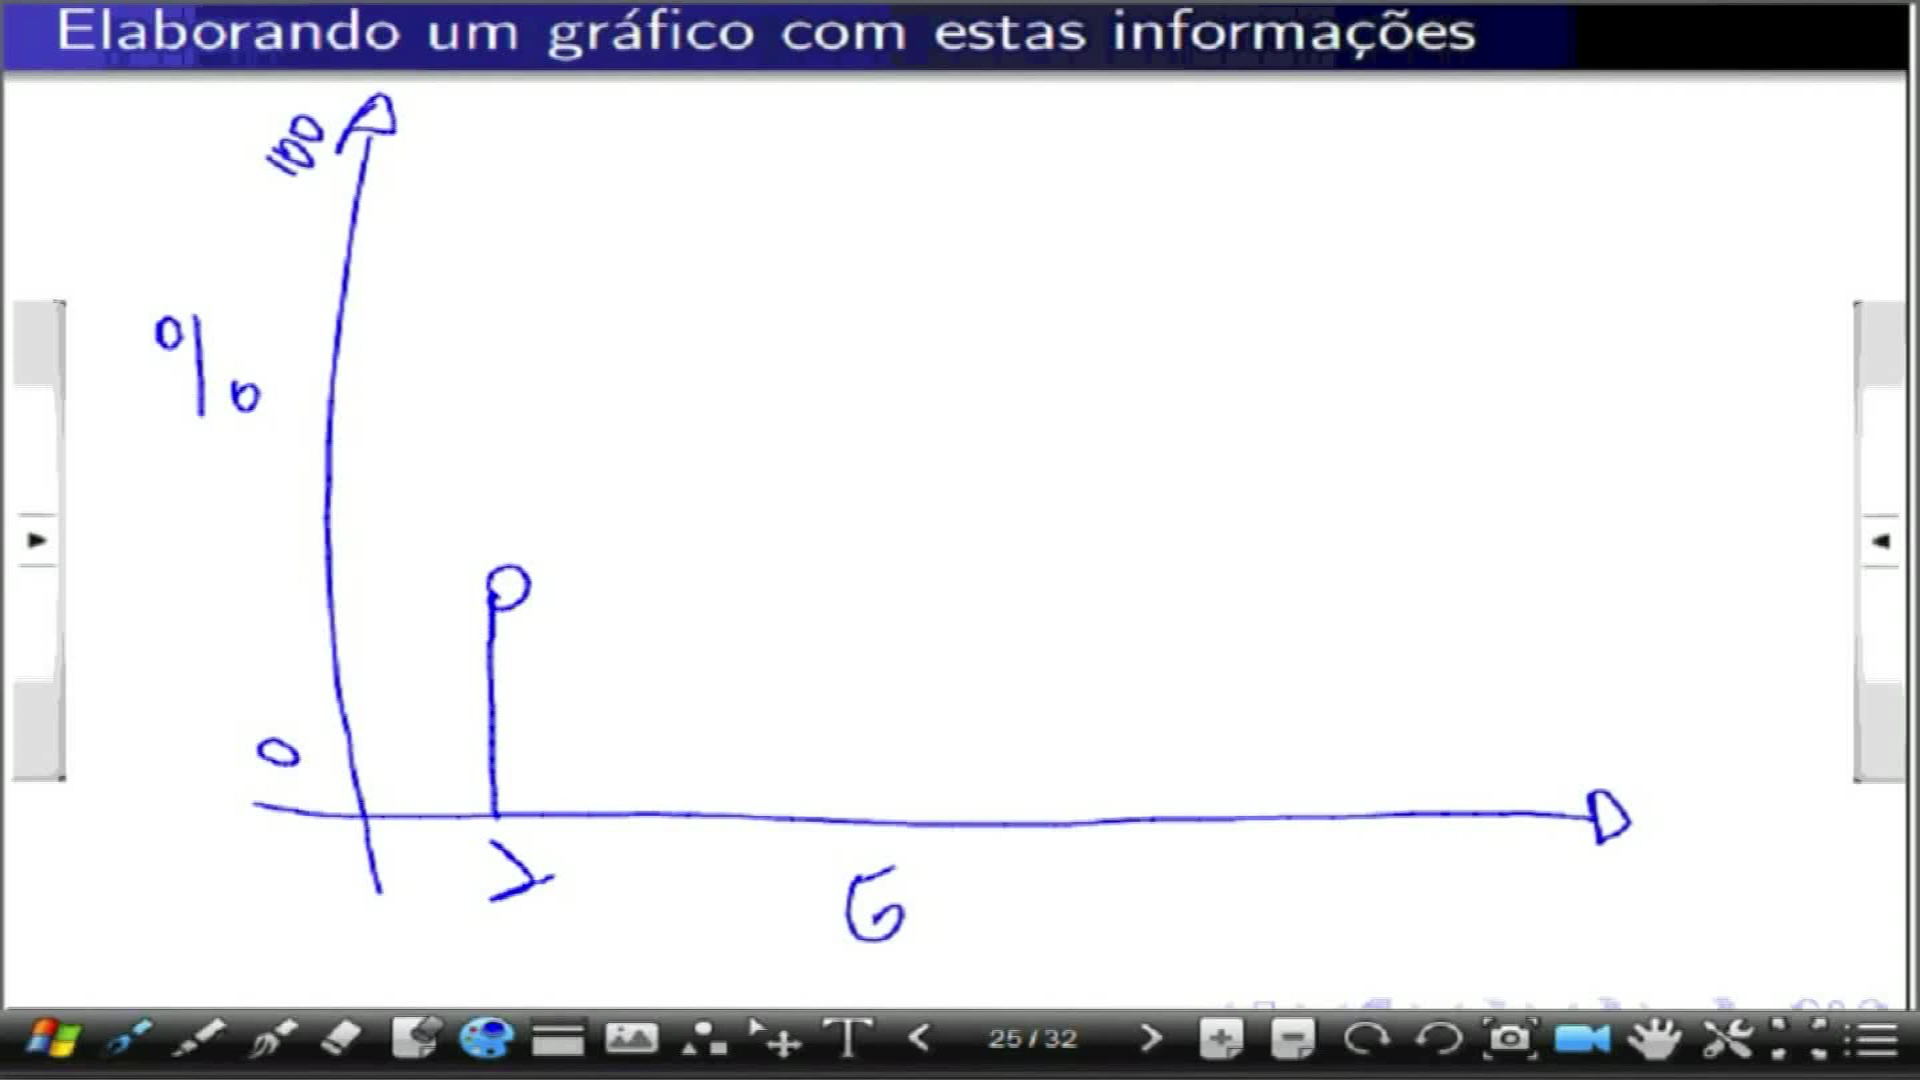 Elaborando um gráfico com estas informações
100
%
0
G
25/32